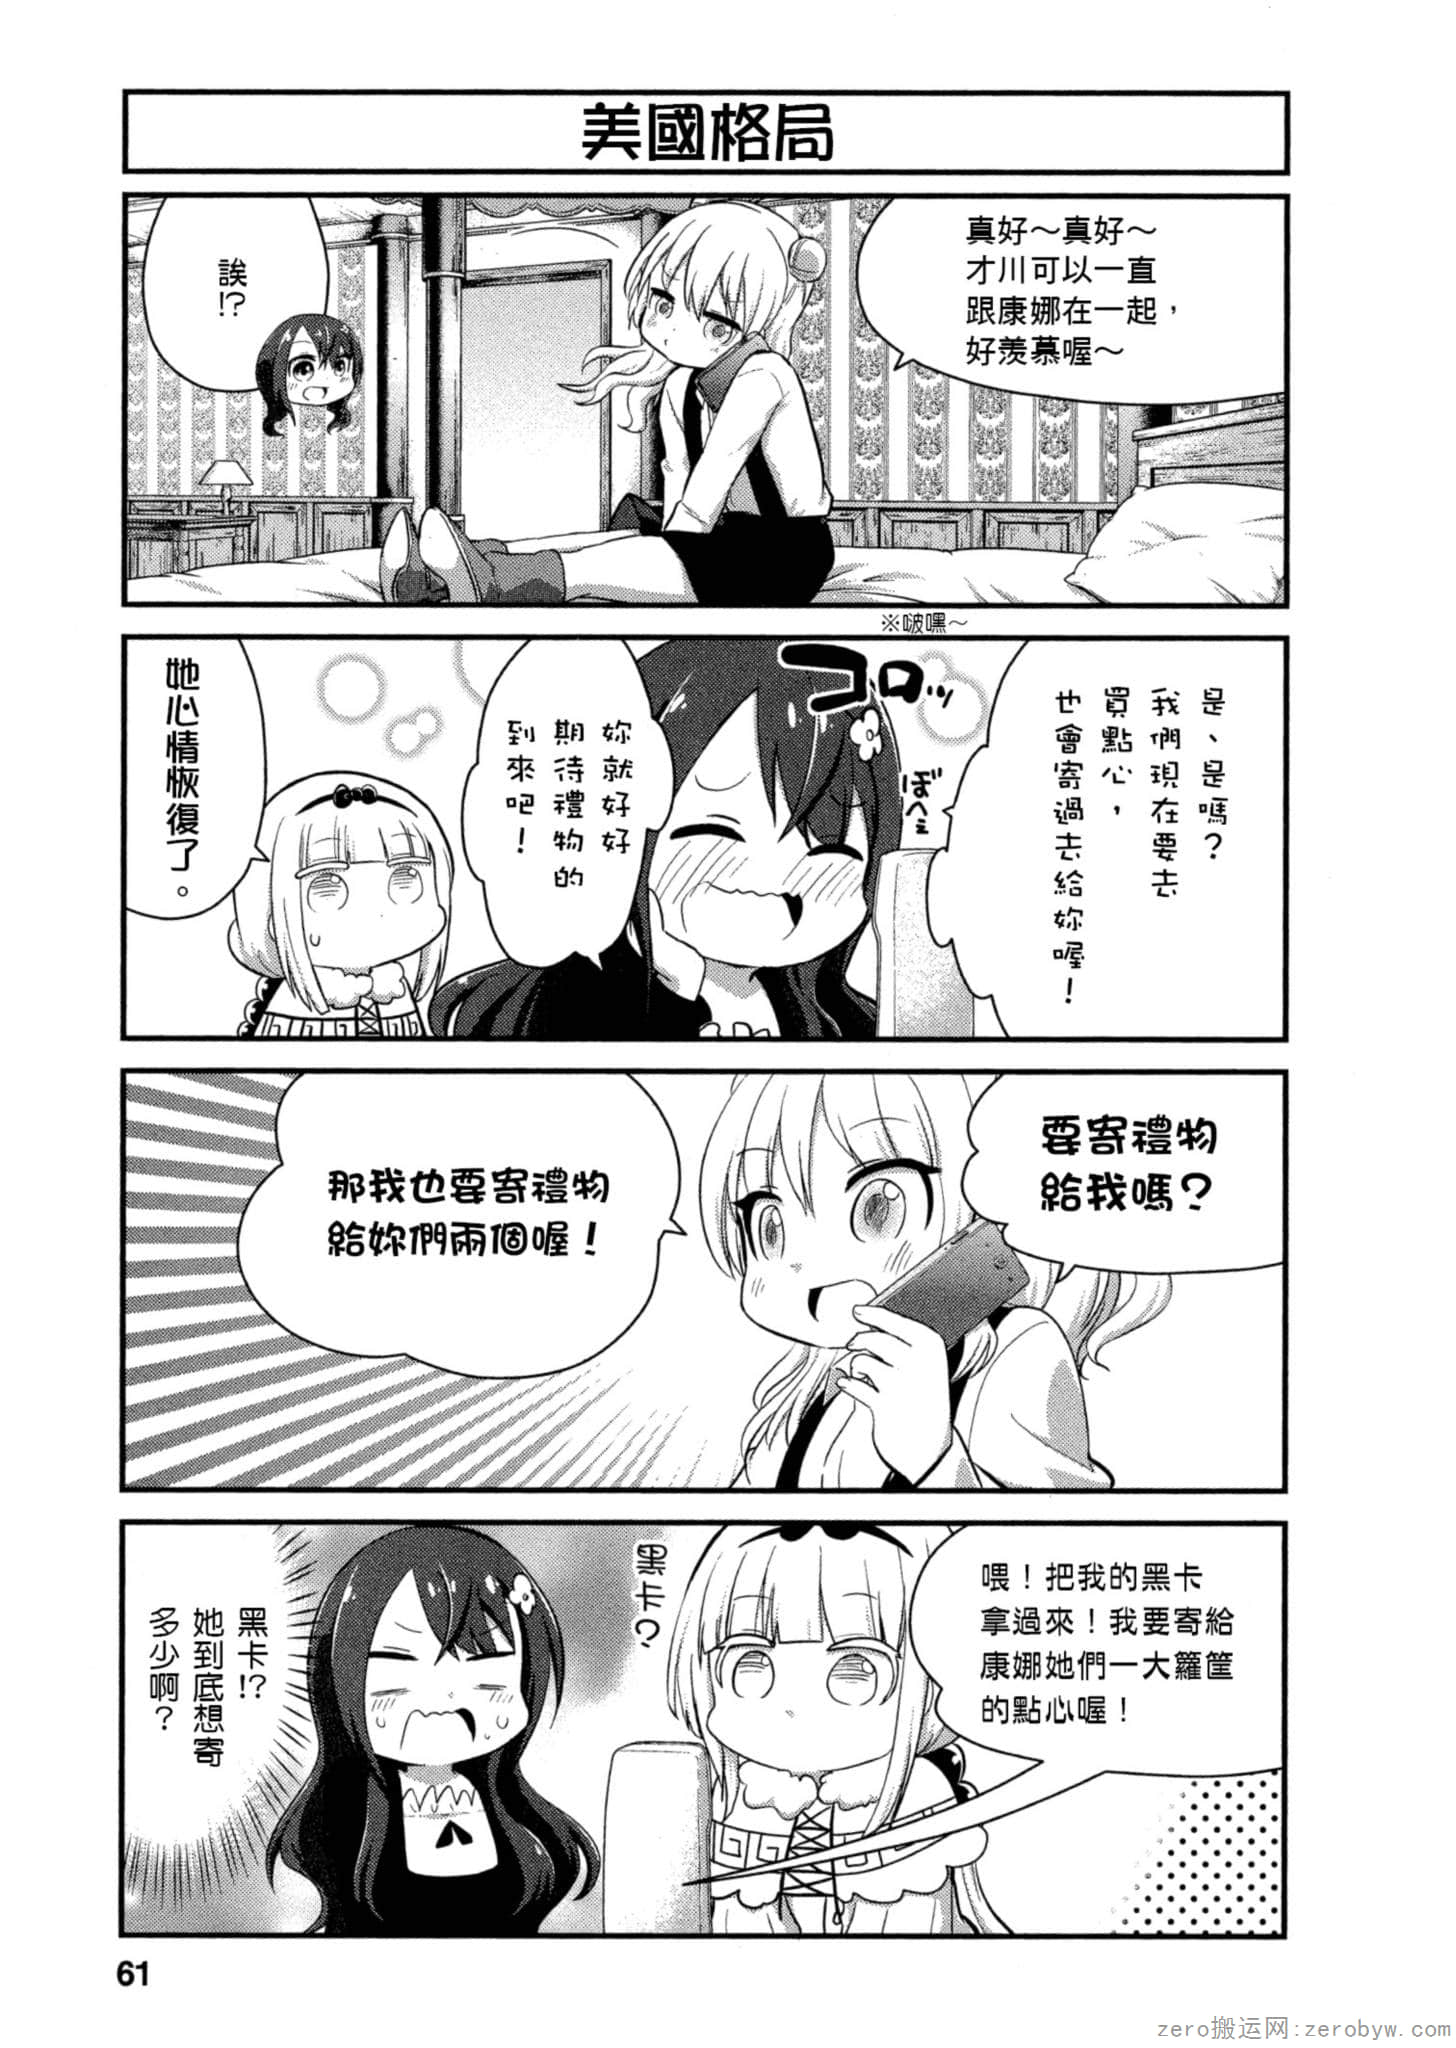 美國格局
真好～真好～
才川可以一直
跟康娜在一起，
好羨慕喔～
誒!?
※啵嘿～
是、是嗎？
我們現在要去
買點心，
也會寄過去給妳喔！
コロッ
ぼへぇ
妳就好好
期待禮物的
到來吧！
她心情恢復了。
要寄禮物
給我嗎？
那我也要寄禮物
給妳們兩個喔！
喂！把我的黑卡
拿過來！我要寄給
康娜她們一大籮筐
的點心喔！
黑卡？
黑卡!?
她到底想寄
多少啊？
61
zero搬运网:zerobyw.com